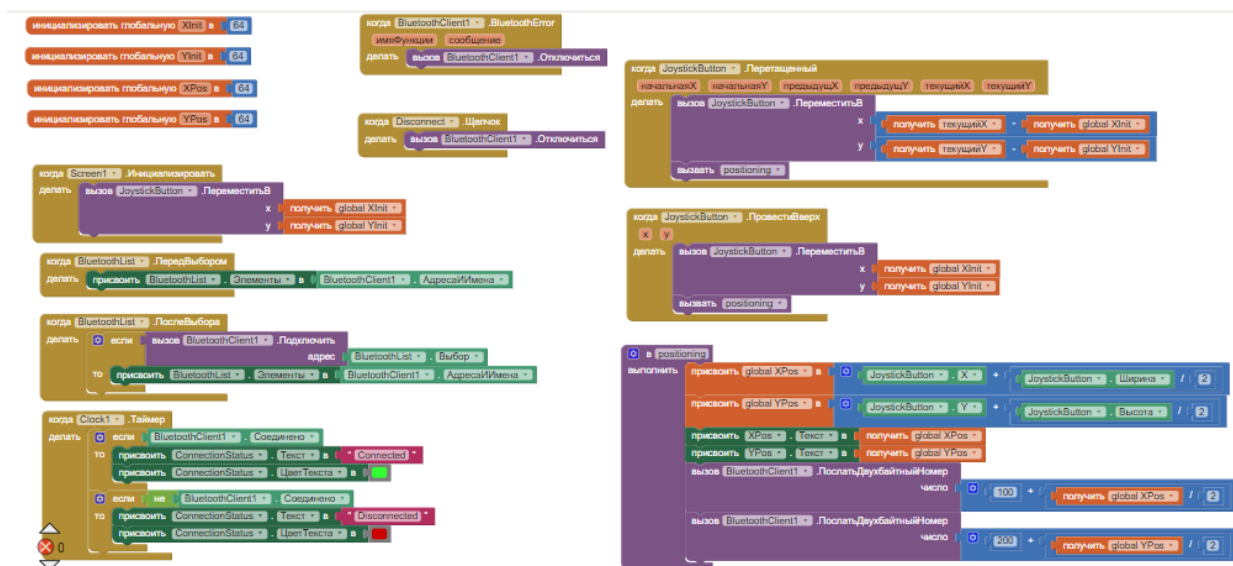 инициализировать глобальную XInit в 64
инициализировать глобальную YInit в 64
инициализировать глобальную XPos в 64
инициализировать глобальную YPos в 64
когда Screen1 .Инициализировать
делать вызов JoystickButton .ПереместитьВ
x получить global XInit
y получить global YInit
когда BluetoothList .ПередВыбором
делать присвоить BluetoothList . Элементы в BluetoothClient1 . АдресаИИмена
когда BluetoothList .ПослеВыбора
делать если вызов BluetoothClient1 .Подключить
адрес BluetoothList . Выбор
то присвоить BluetoothList . Элементы в BluetoothClient1 . АдресаИИмена
когда Clock1 .Таймер
делать если BluetoothClient1 . Соединено
то присвоить ConnectionStatus . Текст в " Connected "
присвоить ConnectionStatus . ЦветТекста в
если не BluetoothClient1 . Соединено
то присвоить ConnectionStatus . Текст в " Disconnected "
присвоить ConnectionStatus . ЦветТекста в
0
когда BluetoothClient1 .BluetoothError
имяФункции сообщение
делать вызов BluetoothClient1 .Отключиться
когда Disconnect .Щелчок
делать вызов BluetoothClient1 .Отключиться
когда JoystickButton .Перетащенный
начальнаяX начальнаяY предыдущX предыдущY текущийX текущийY
делать вызов JoystickButton .ПереместитьВ
x получить текущийX - получить global XInit
y получить текущийY - получить global YInit
вызвать positioning
когда JoystickButton .ПровестиВверх
x y
делать вызов JoystickButton .ПереместитьВ
x получить global XInit
y получить global YInit
вызвать positioning
в positioning
выполнить присвоить global XPos в JoystickButton . X + JoystickButton . Ширина / 2
присвоить global YPos в JoystickButton . Y + JoystickButton . Высота / 2
присвоить XPos . Текст в получить global XPos
присвоить YPos . Текст в получить global YPos
вызов BluetoothClient1 .ПослатьДвухбайтныйНомер
число 100 + получить global XPos / 2
вызов BluetoothClient1 .ПослатьДвухбайтныйНомер
число 200 + получить global YPos / 2